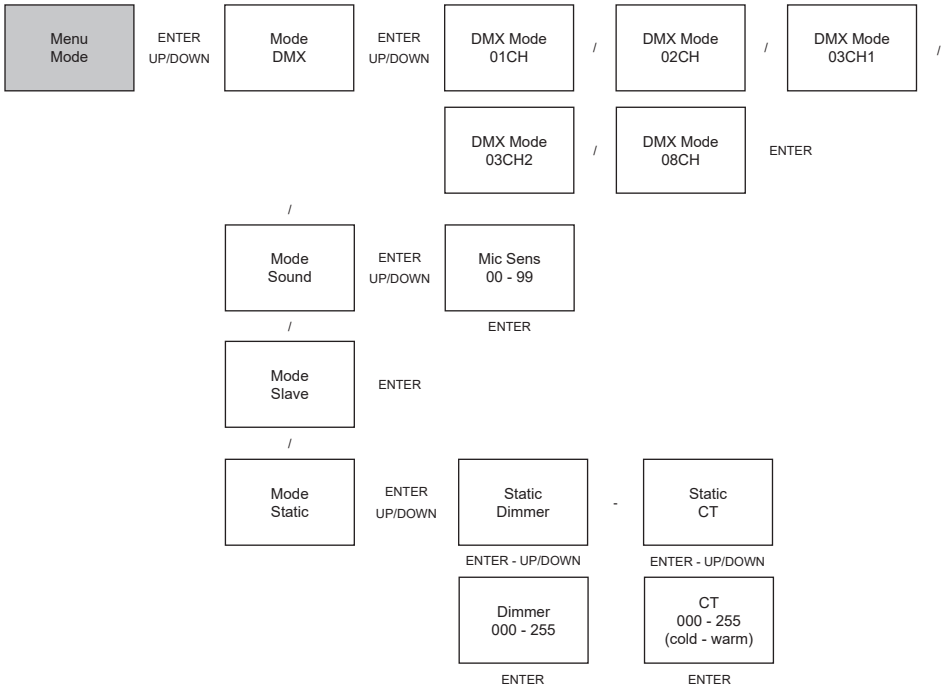 Menu
Mode
ENTER
UP/DOWN
Mode
DMX
ENTER
UP/DOWN
DMX Mode
01CH
/
DMX Mode
02CH
/
DMX Mode
03CH1
/
DMX Mode
03CH2
/
DMX Mode
08CH
ENTER
/
Mode
Sound
ENTER
UP/DOWN
Mic Sens
00 - 99
ENTER
/
Mode
Slave
ENTER
/
Mode
Static
ENTER
UP/DOWN
Static
Dimmer
-
Static
CT
ENTER - UP/DOWN
ENTER - UP/DOWN
Dimmer
000 - 255
CT
000 - 255
(cold - warm)
ENTER
ENTER